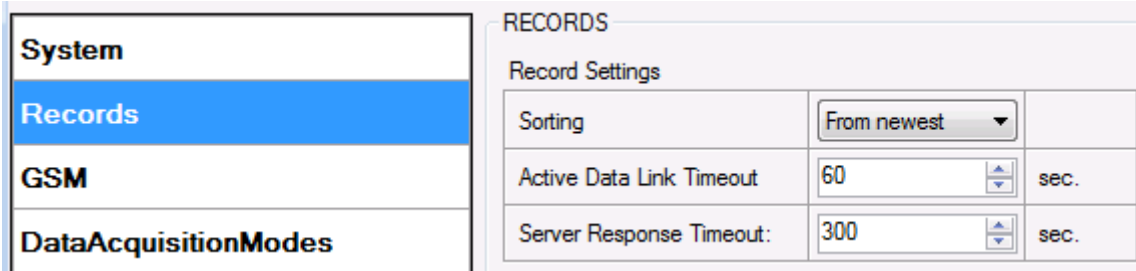 System
Records
GSM
DataAcquisitionModes
RECORDS
Record Settings
Sorting From newest
Active Data Link Timeout 60 sec.
Server Response Timeout: 300 sec.